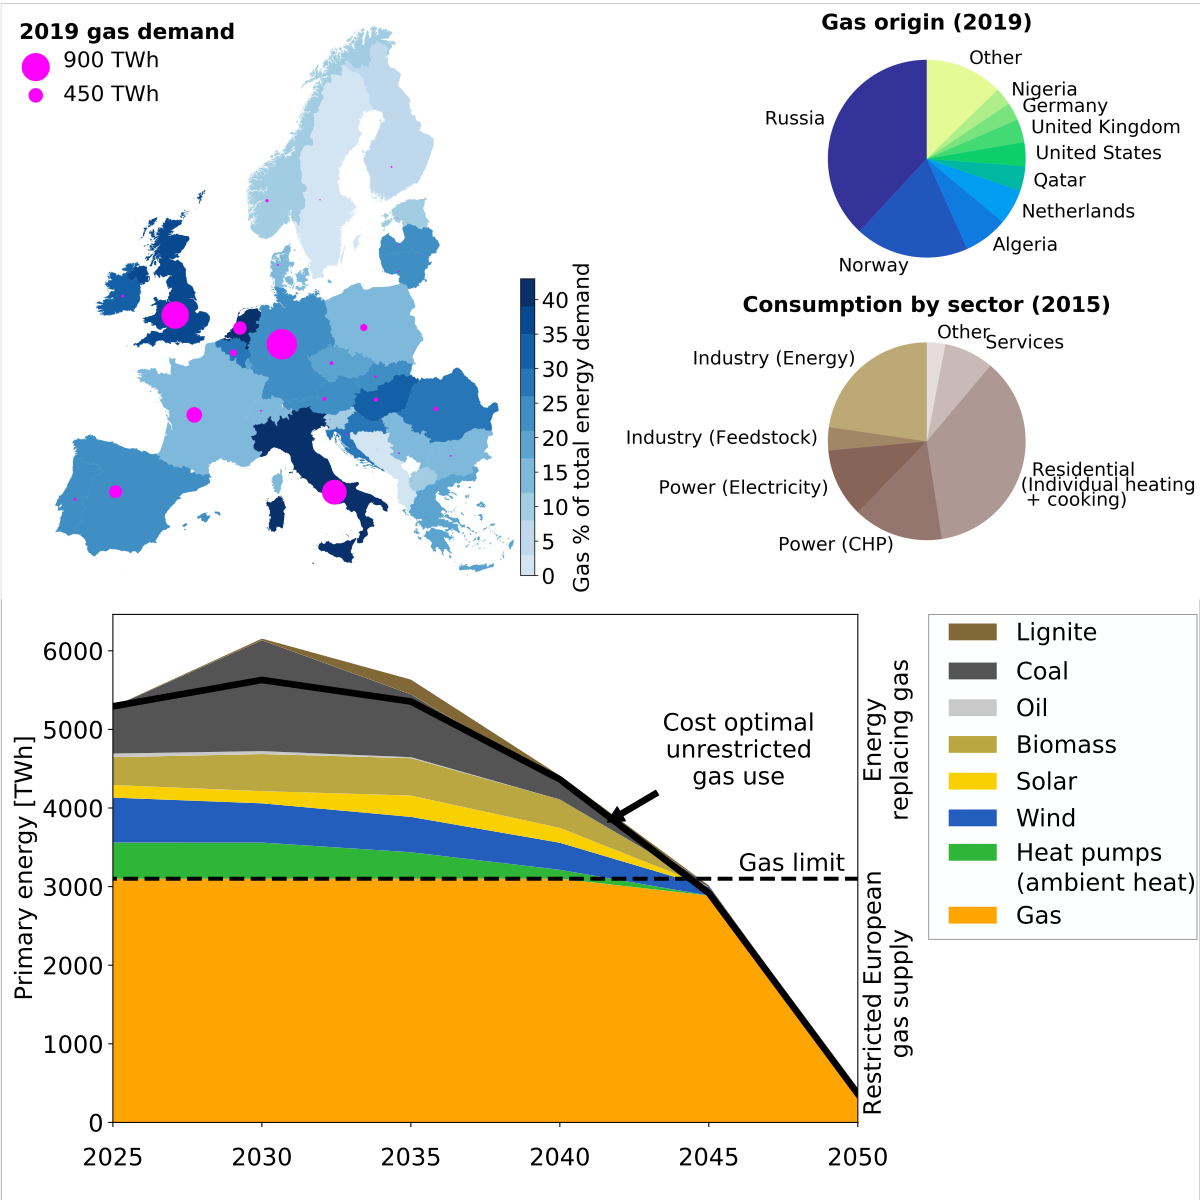 2019 gas demand
900 TWh
450 TWh
40
35
30
25
20
15
10
5
0
Gas % of total energy demand
Gas origin (2019)
Other
Nigeria
Germany
United Kingdom
United States
Qatar
Netherlands
Algeria
Norway
Russia
Consumption by sector (2015)
Other
Services
Industry (Energy)
Industry (Feedstock)
Residential
(Individual heating
+ cooking)
Power (Electricity)
Power (CHP)
Primary energy [TWh]
6000
5000
4000
3000
2000
1000
0
2025
2030
2035
2040
2045
2050
Cost optimal
unrestricted
gas use
Gas limit
Energy
replacing gas
Restricted European
gas supply
Lignite
Coal
Oil
Biomass
Solar
Wind
Heat pumps
(ambient heat)
Gas